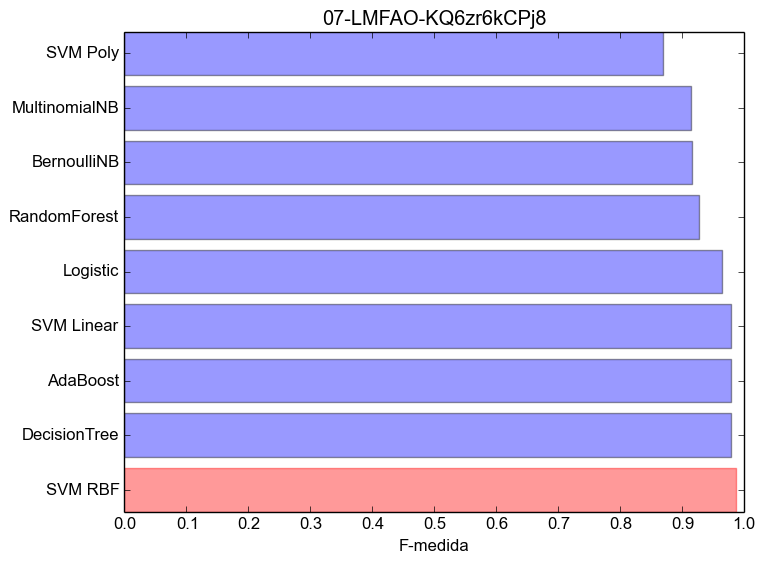 07-LMFAO-KQ6zr6kCPj8
SVM Poly
MultinomialNB
BernoulliNB
RandomForest
Logistic
SVM Linear
AdaBoost
DecisionTree
SVM RBF
0.0 0.1 0.2 0.3 0.4 0.5 0.6 0.7 0.8 0.9 1.0
F-medida